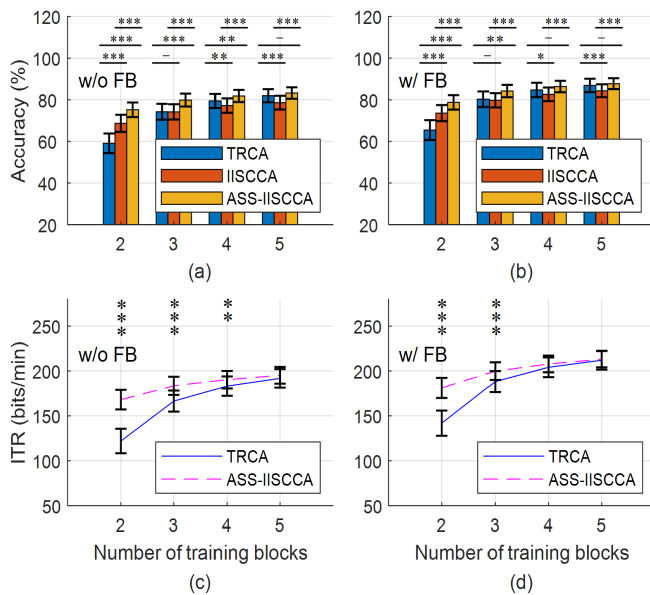 120
100
80
60
40
20
Accuracy (%)
w/o FB
***
***
***
***
***
–
***
**
**
***
–
***
TRCA
IISCCA
ASS-IISCCA
2 3 4 5
(a)
120
100
80
60
40
20
w/ FB
***
***
***
***
**
–
***
–
*
***
–
***
TRCA
IISCCA
ASS-IISCCA
2 3 4 5
(b)
250
200
150
100
50
ITR (bits/min)
w/o FB
***
***
**
TRCA
ASS-IISCCA
2 3 4 5
Number of training blocks
(c)
250
200
150
100
50
w/ FB
***
***
TRCA
ASS-IISCCA
2 3 4 5
Number of training blocks
(d)